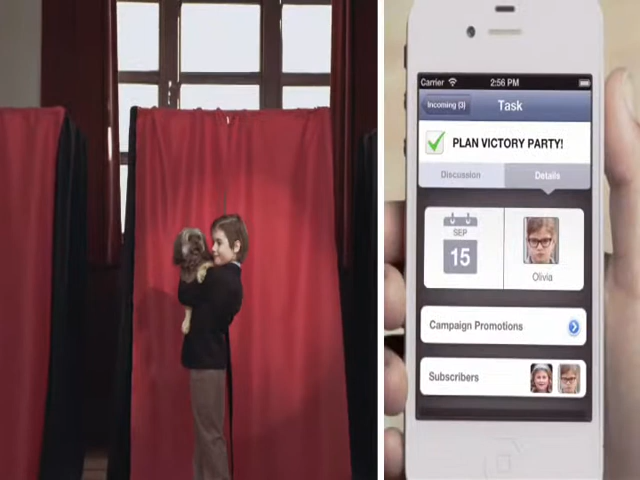 Carrier 2:56 PM
Incoming (3) Task
PLAN VICTORY PARTY!
Discussion Details
SEP
15
Olivia
Campaign Promotions
Subscribers